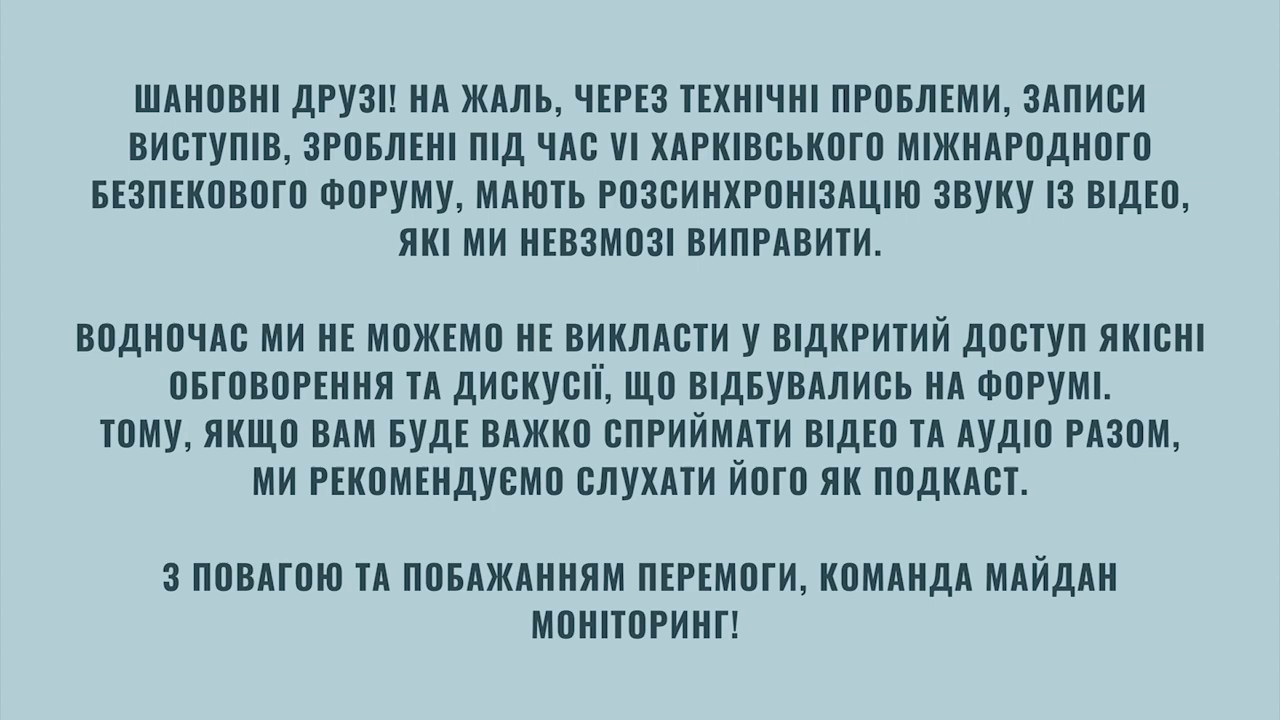 ШАНОВНІ ДРУЗІ! НА ЖАЛЬ, ЧЕРЕЗ ТЕХНІЧНІ ПРОБЛЕМИ, ЗАПИСИ
ВИСТУПІВ, ЗРОБЛЕНІ ПІД ЧАС VI ХАРКІВСЬКОГО МІЖНАРОДНОГО
БЕЗПЕКОВОГО ФОРУМУ, МАЮТЬ РОЗСИНХРОНІЗАЦІЮ ЗВУКУ ІЗ ВІДЕО,
ЯКІ МИ НЕВЗМОЗІ ВИПРАВИТИ.
ВОДНОЧАС МИ НЕ МОЖЕМО НЕ ВИКЛАСТИ У ВІДКРИТИЙ ДОСТУП ЯКІСНІ
ОБГОВОРЕННЯ ТА ДИСКУСІЇ, ЩО ВІДБУВАЛИСЬ НА ФОРУМІ.
ТОМУ, ЯКЩО ВАМ БУДЕ ВАЖКО СПРИЙМАТИ ВІДЕО ТА АУДІО РАЗОМ,
МИ РЕКОМЕНДУЄМО СЛУХАТИ ЙОГО ЯК ПОДКАСТ.
З ПОВАГОЮ ТА ПОБАЖАННЯМ ПЕРЕМОГИ, КОМАНДА МАЙДАН
МОНІТОРИНГ!